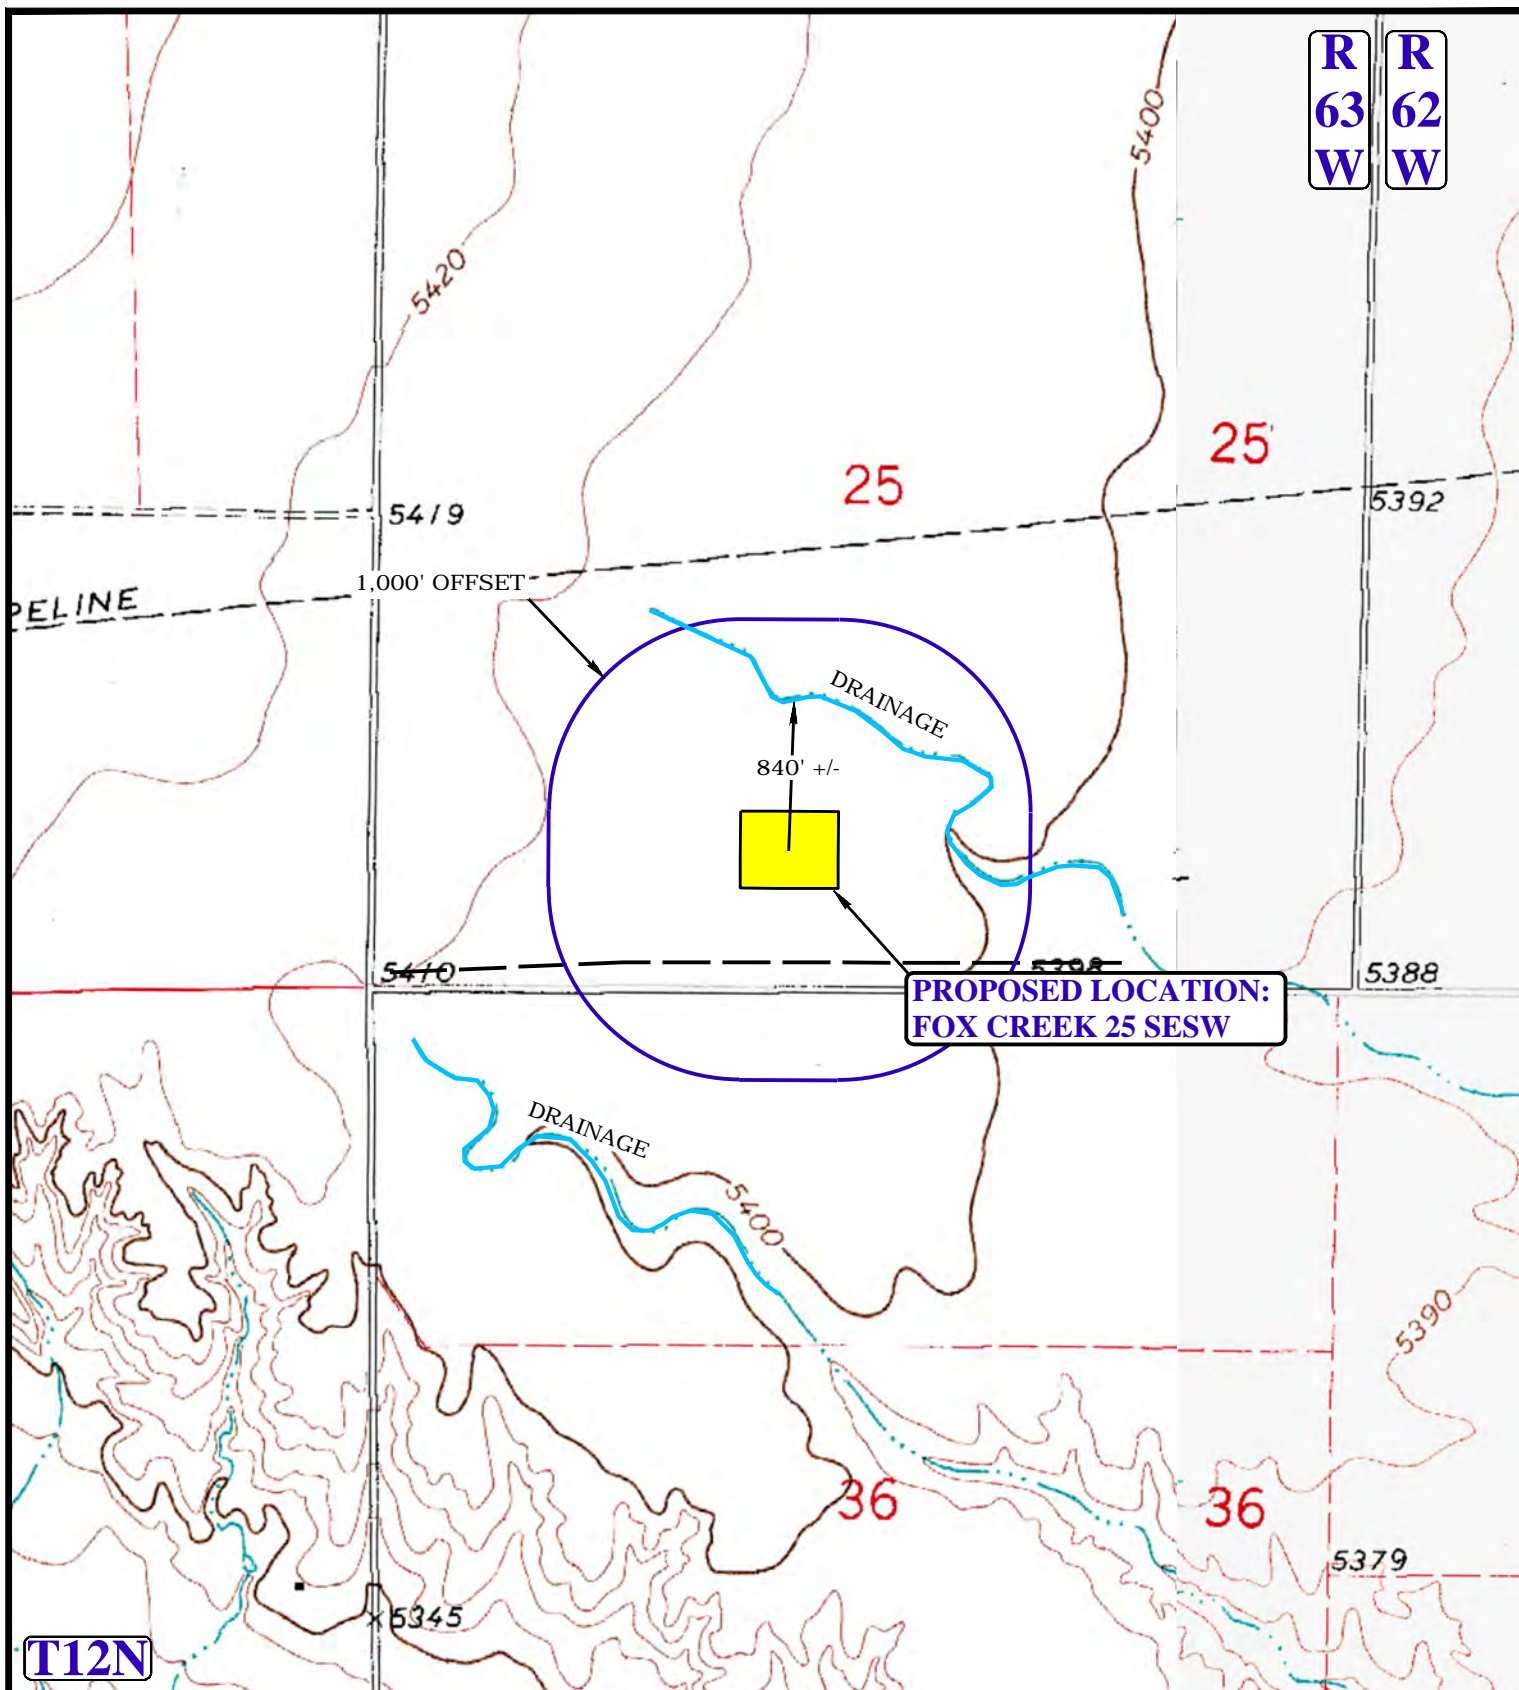 R
63
W
R
62
W
5400
5420
25
25
5392
5419
1,000' OFFSET
PELINE
DRAINAGE
840' +/-
5410
5398
5388
PROPOSED LOCATION:
FOX CREEK 25 SESW
DRAINAGE
5400
5390
36
36
5379
5345
T12N